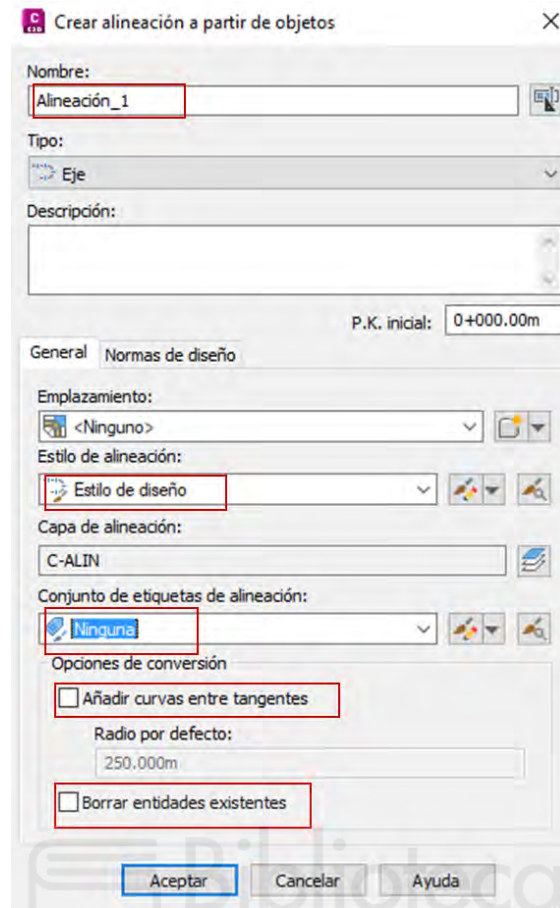 C
C3D
Crear alineación a partir de objetos
Nombre:
Alineación_1
Tipo:
Eje
Descripción:
P.K. inicial: 0+000.00m
General Normas de diseño
Emplazamiento:
<Ninguno>
Estilo de alineación:
Estilo de diseño
Capa de alineación:
C-ALIN
Conjunto de etiquetas de alineación:
Ninguna
Opciones de conversión
Añadir curvas entre tangentes
Radio por defecto:
250.000m
Borrar entidades existentes
Aceptar Cancelar Ayuda
Biblioteca